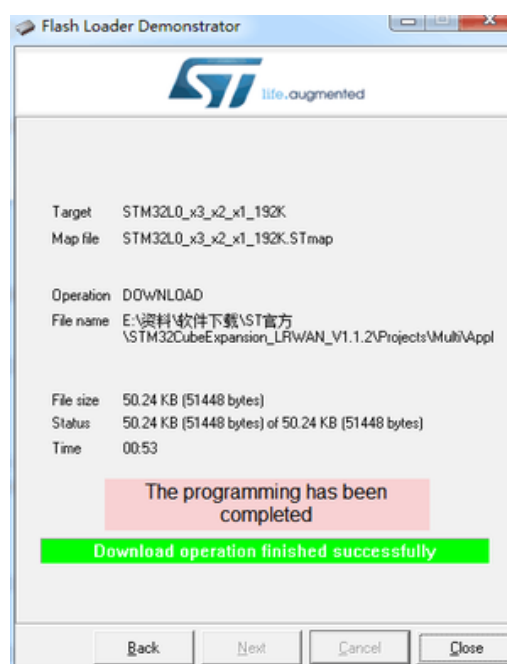 Flash Loader Demonstrator
ST
life.augmented
Target STM32L0_x3_x2_x1_192K
Map file STM32L0_x3_x2_x1_192K.STmap
Operation DOWNLOAD
File name E:\资料\软件下载\ST官方
\STM32CubeExpansion_LRWAN_V1.1.2\Projects\Multi\Appl
File size 50.24 KB (51448 bytes)
Status 50.24 KB (51448 bytes) of 50.24 KB (51448 bytes)
Time 00:53
The programming has been
completed
Download operation finished successfully
Back Next Cancel Close